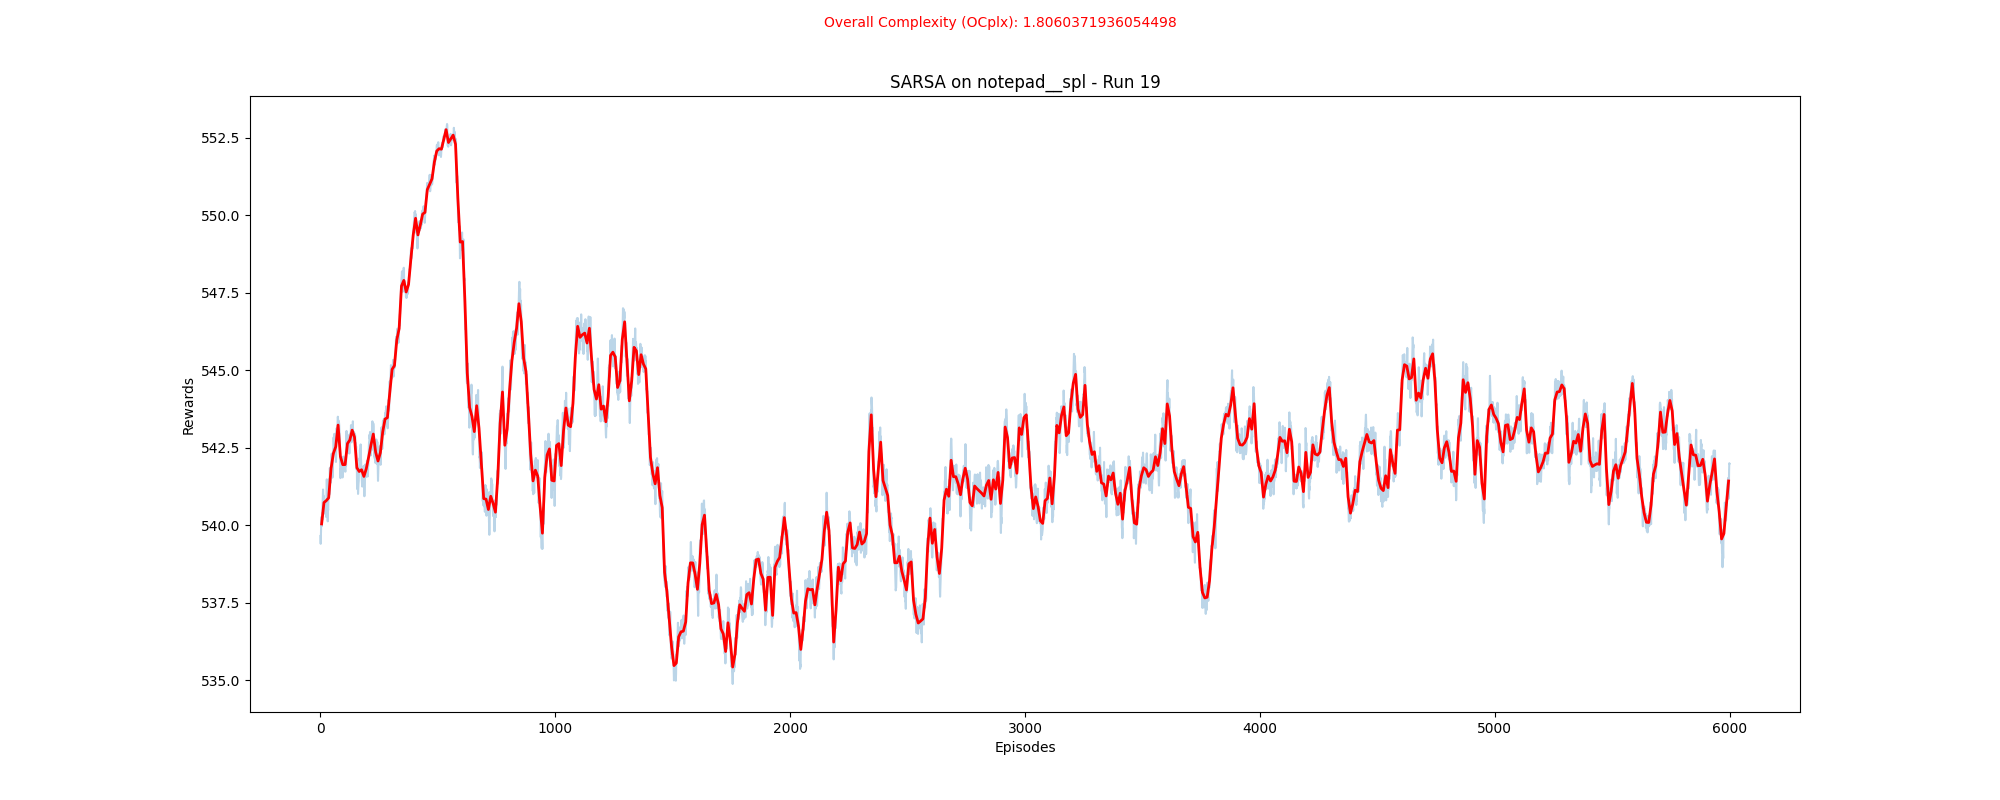 Overall Complexity (OCplx): 1.8060371936054498
SARSA on notepad__spl - Run 19
552.5
550.0
547.5
545.0
542.5
540.0
537.5
535.0
Rewards
0 1000 2000 3000 4000 5000 6000
Episodes